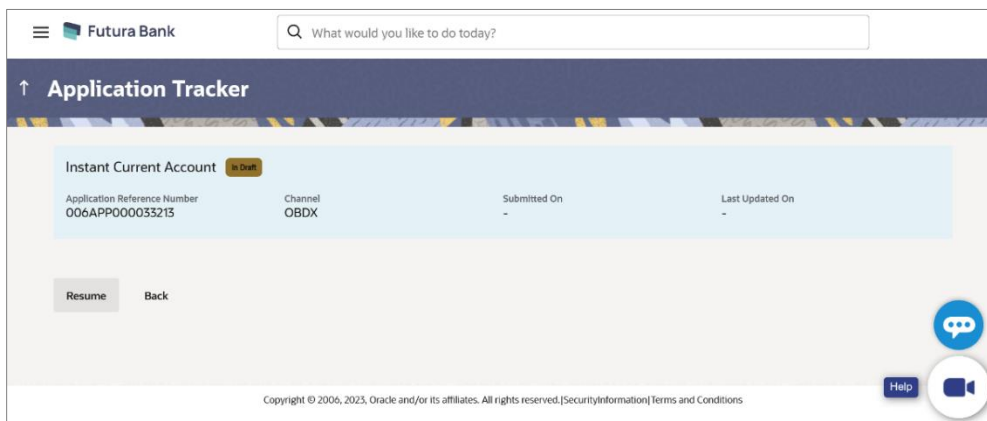 Futura Bank
What would you like to do today?
↑ Application Tracker
Instant Current Account In Draft
Application Reference Number Channel Submitted On Last Updated On
006APP000033213 OBDX - -
Resume Back
Help
Copyright © 2006, 2023, Oracle and/or its affiliates. All rights reserved.|SecurityInformation|Terms and Conditions